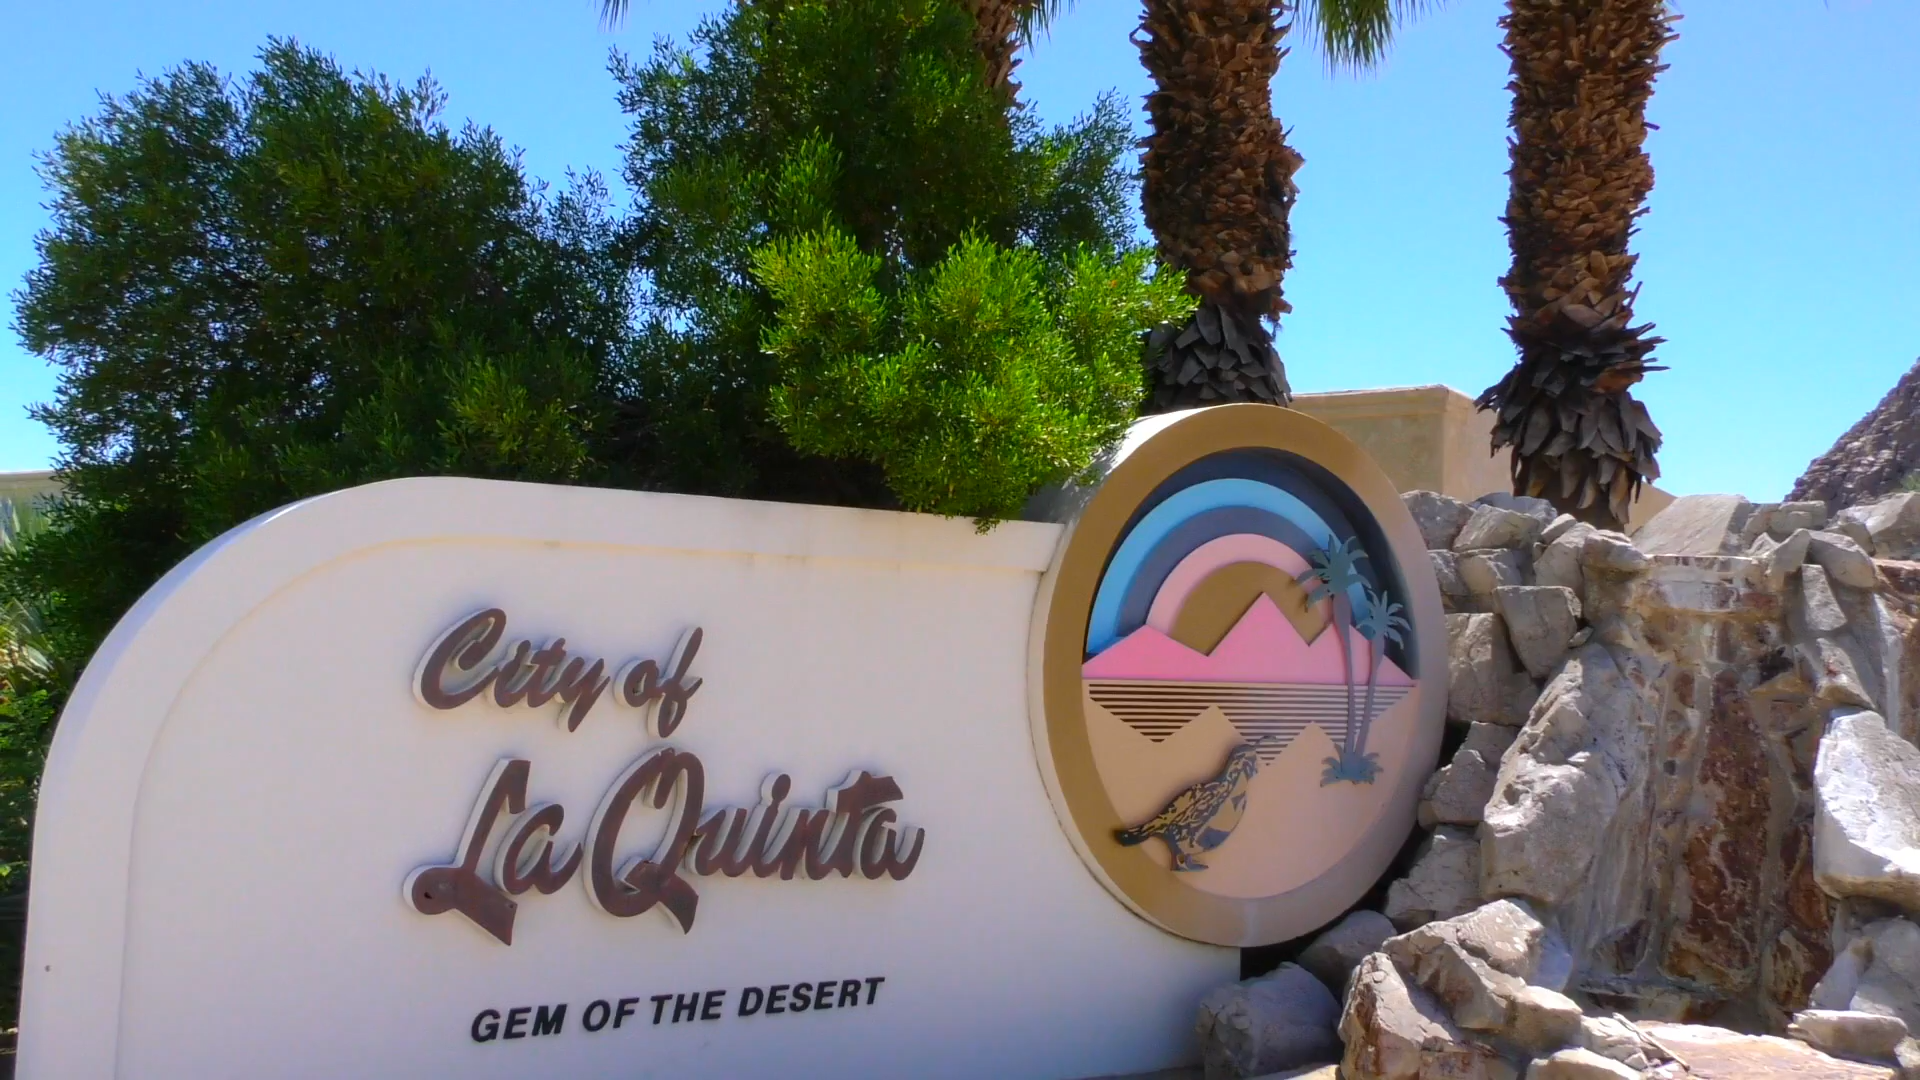 City of
La Quinta
GEM OF THE DESERT